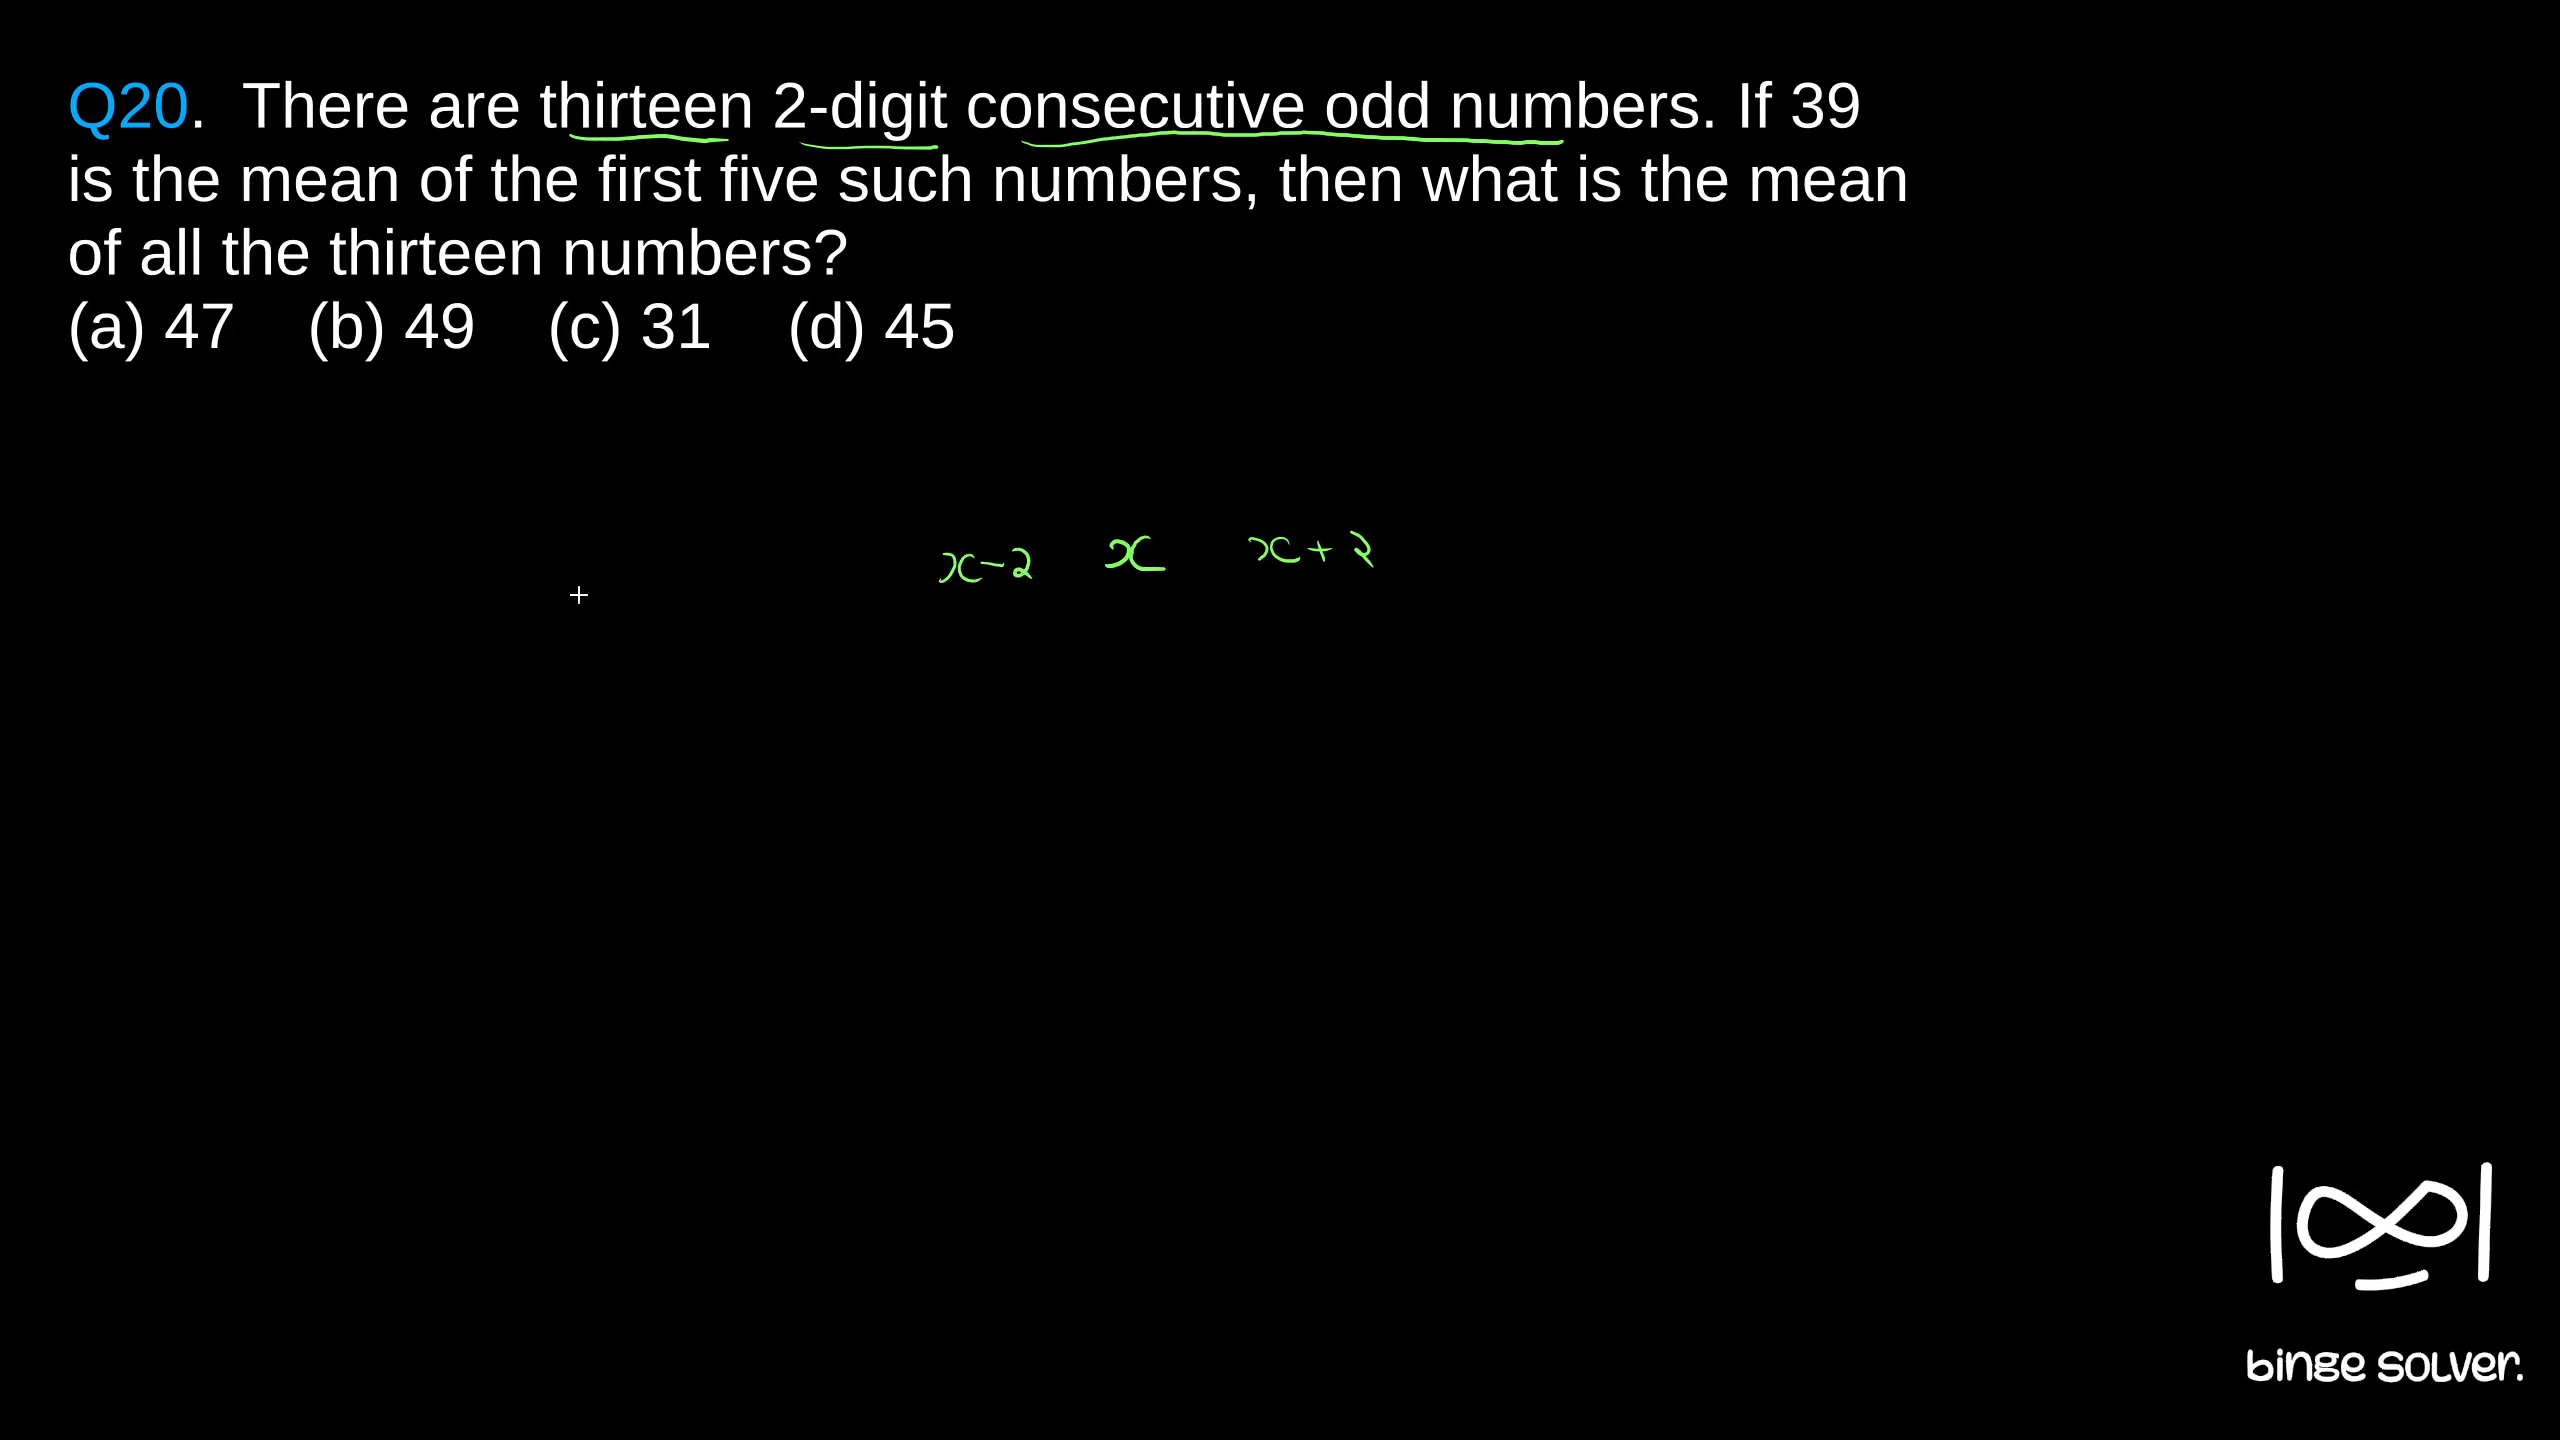 Q20. There are thirteen 2-digit consecutive odd numbers. If 39
is the mean of the first five such numbers, then what is the mean
of all the thirteen numbers?
(a) 47 (b) 49 (c) 31 (d) 45
x-2 x x+2
binge solver.